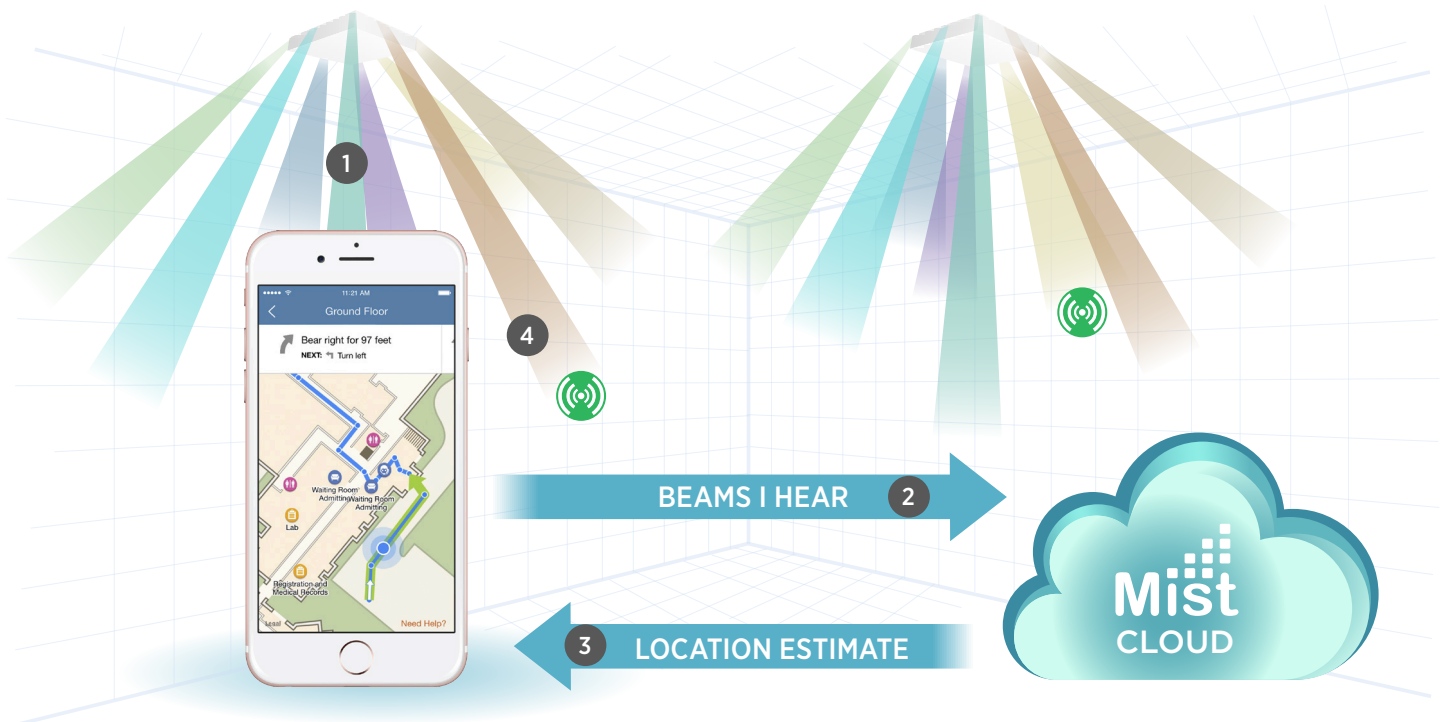 1
11:21 AM
Ground Floor
Bear right for 97 feet
NEXT: Turn left
4
Waiting Room
Admitting
Waiting Room
Admitting
Lab
Registration and
Medical Records
Legal
Need Help?
BEAMS I HEAR 2
3 LOCATION ESTIMATE
Mist
CLOUD